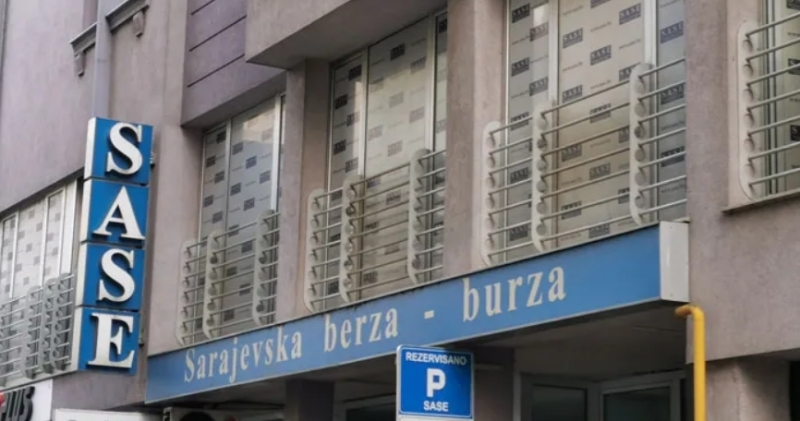 SASE
Sarajevska berza - burza
REZERVISANO
P
SASE